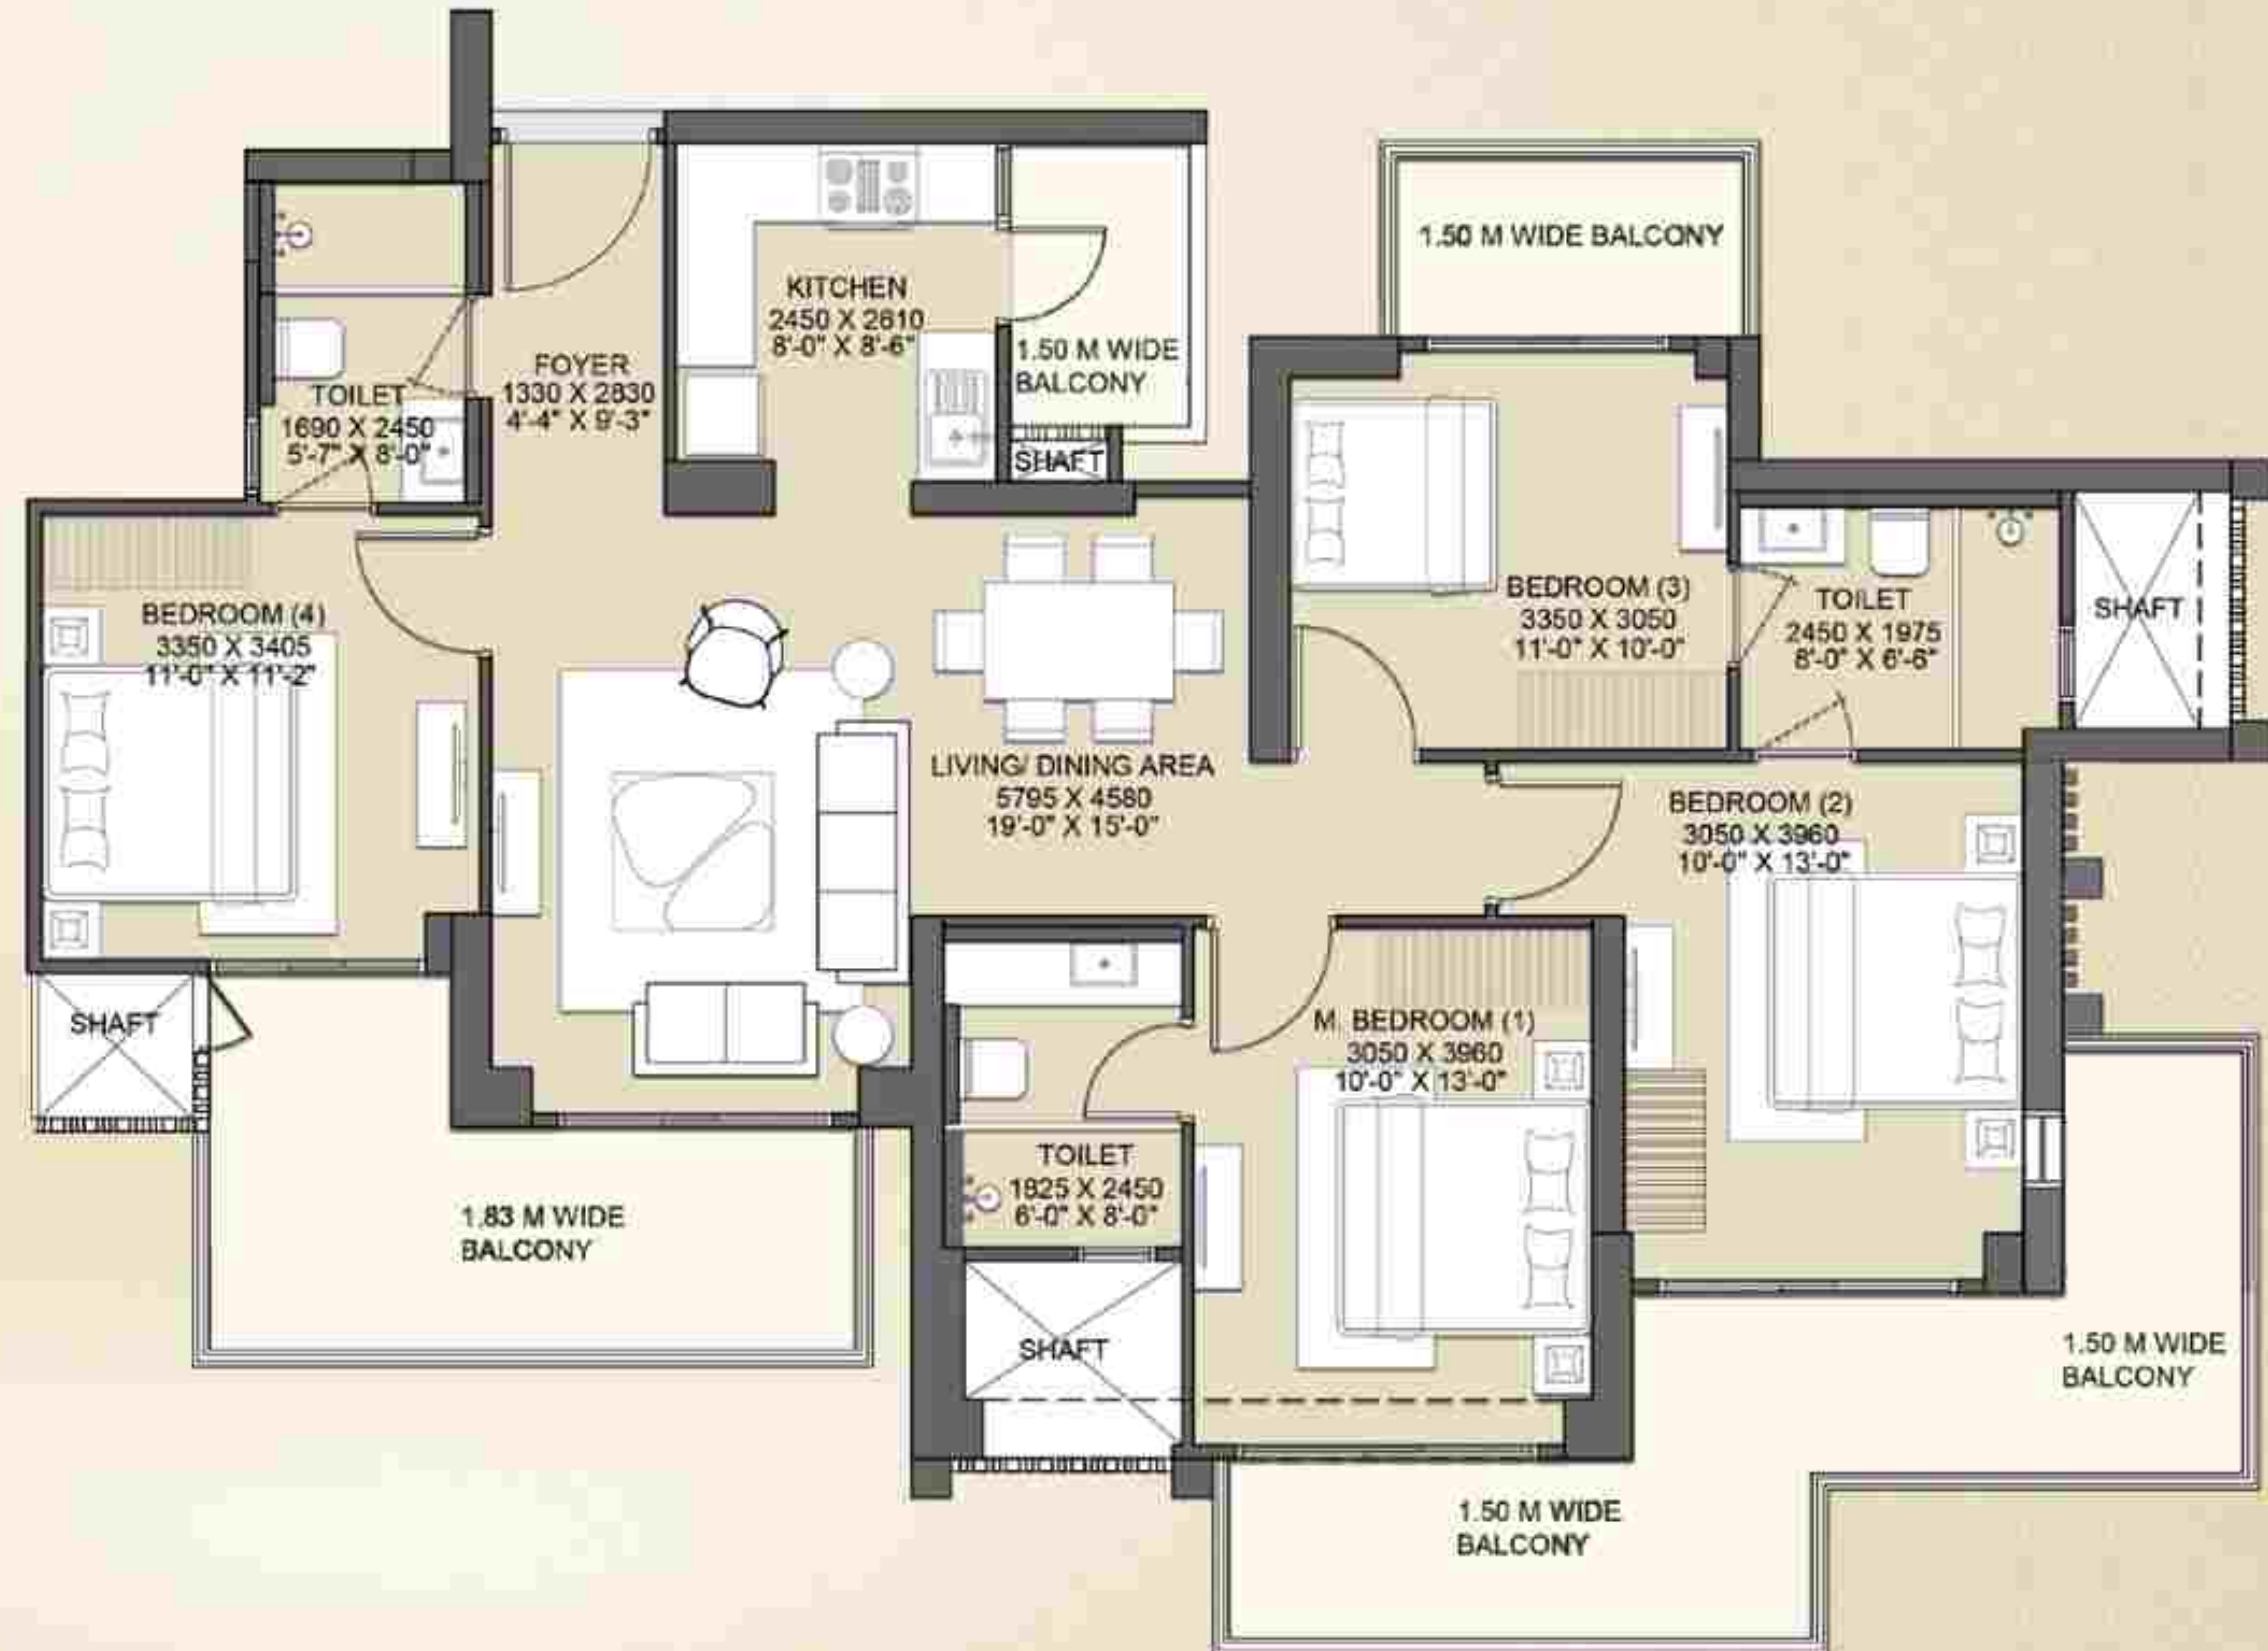 1.50 M WIDE BALCONY
KITCHEN
2450 X 2610
8'-0" X 8'-6"
1.50 M WIDE
BALCONY
SHAFT
FOYER
1330 X 2830
4'-4" X 9'-3"
TOILET
1690 X 2450
5'-7" X 8'-0"
BEDROOM (4)
3350 X 3405
11'-0" X 11'-2"
BEDROOM (3)
3350 X 3050
11'-0" X 10'-0"
TOILET
2450 X 1975
8'-0" X 6'-6"
SHAFT
LIVING/ DINING AREA
5795 X 4580
19'-0" X 15'-0"
BEDROOM (2)
3050 X 3960
10'-0" X 13'-0"
SHAFT
M. BEDROOM (1)
3050 X 3960
10'-0" X 13'-0"
TOILET
1825 X 2450
6'-0" X 8'-0"
1.83 M WIDE
BALCONY
SHAFT
1.50 M WIDE
BALCONY
1.50 M WIDE
BALCONY